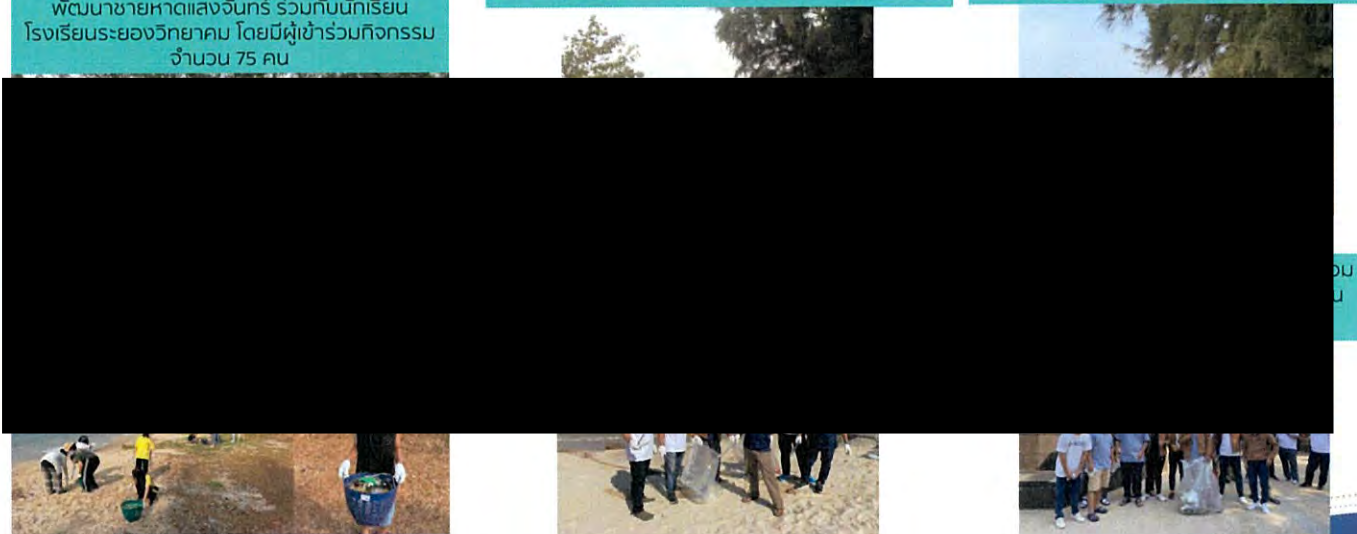 พัฒนาชายหาดแสงจันทร์ ร่วมกับนักเรียน
โรงเรียนระยองวิทยาคม โดยมีผู้เข้าร่วมกิจกรรม
จำนวน 75 คน